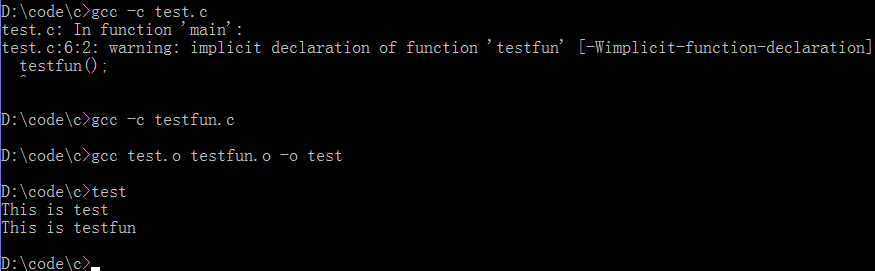 D:\code\c>gcc -c test.c
test.c: In function 'main':
test.c:6:2: warning: implicit declaration of function 'testfun' [-Wimplicit-function-declaration]
  testfun();
  ^
D:\code\c>gcc -c testfun.c
D:\code\c>gcc test.o testfun.o -o test
D:\code\c>test
This is test
This is testfun
D:\code\c>